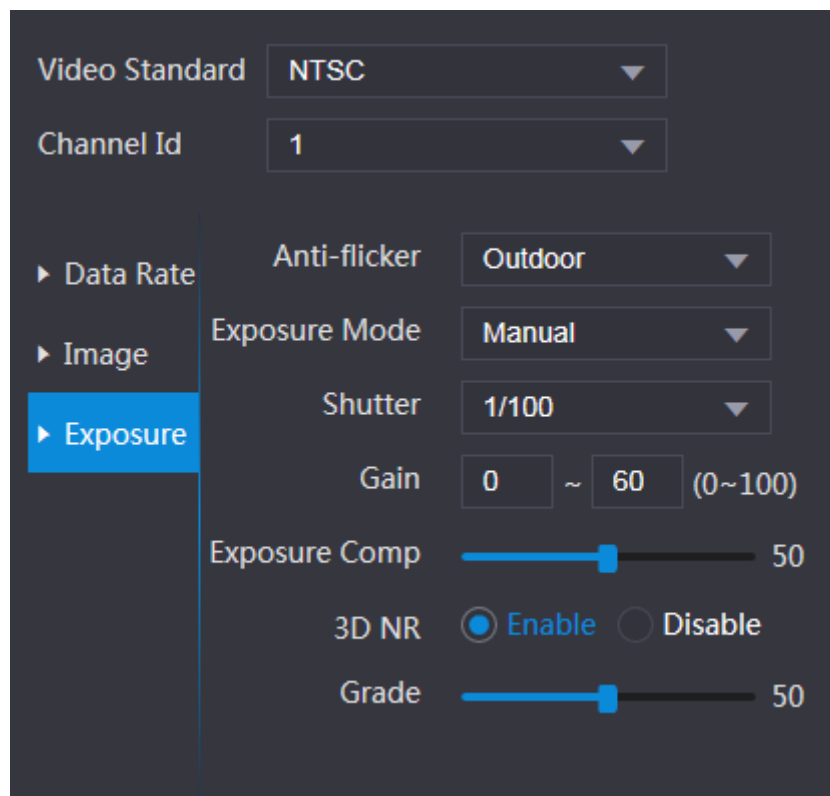 Video Standard NTSC
Channel Id 1
Anti-flicker Outdoor
Data Rate
Exposure Mode Manual
Image
Shutter 1/100
Exposure
Gain 0 ~ 60 (0~100)
Exposure Comp 50
3D NR Enable Disable
Grade 50